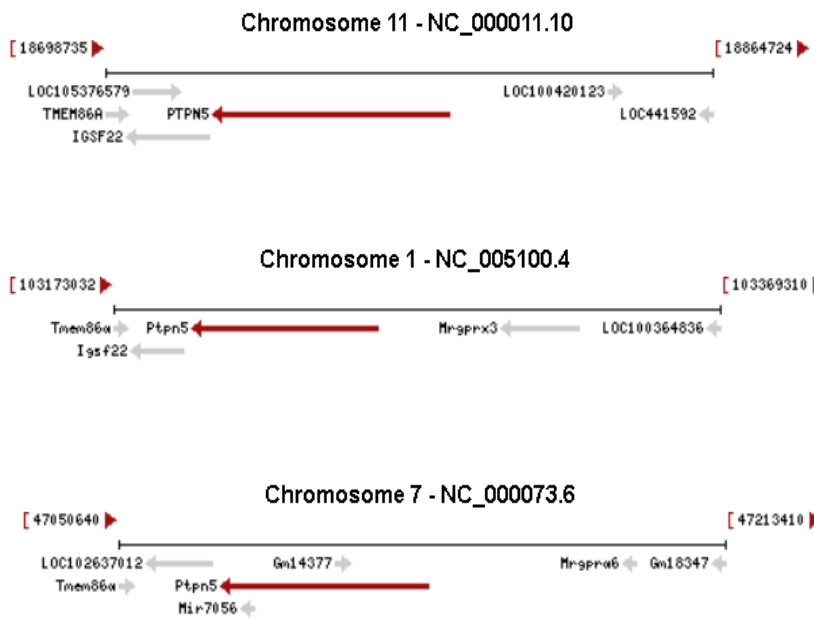 Chromosome 11 - NC_000011.10
[ 18698735 [ 18864724
LOC105376579 LOC100420123
TMEM86A PTPN5 LOC441592
IGSF22
Chromosome 1 - NC_005100.4
[ 103173032 [ 103369310
Tmem86a Ptpn5 Mrgprx3 LOC100364836
Igsf22
Chromosome 7 - NC_000073.6
[ 47050640 [ 47213410
LOC102637012 Gm14377 Mrgpra6 Gm18347
Tmem86a Ptpn5
Mir7056